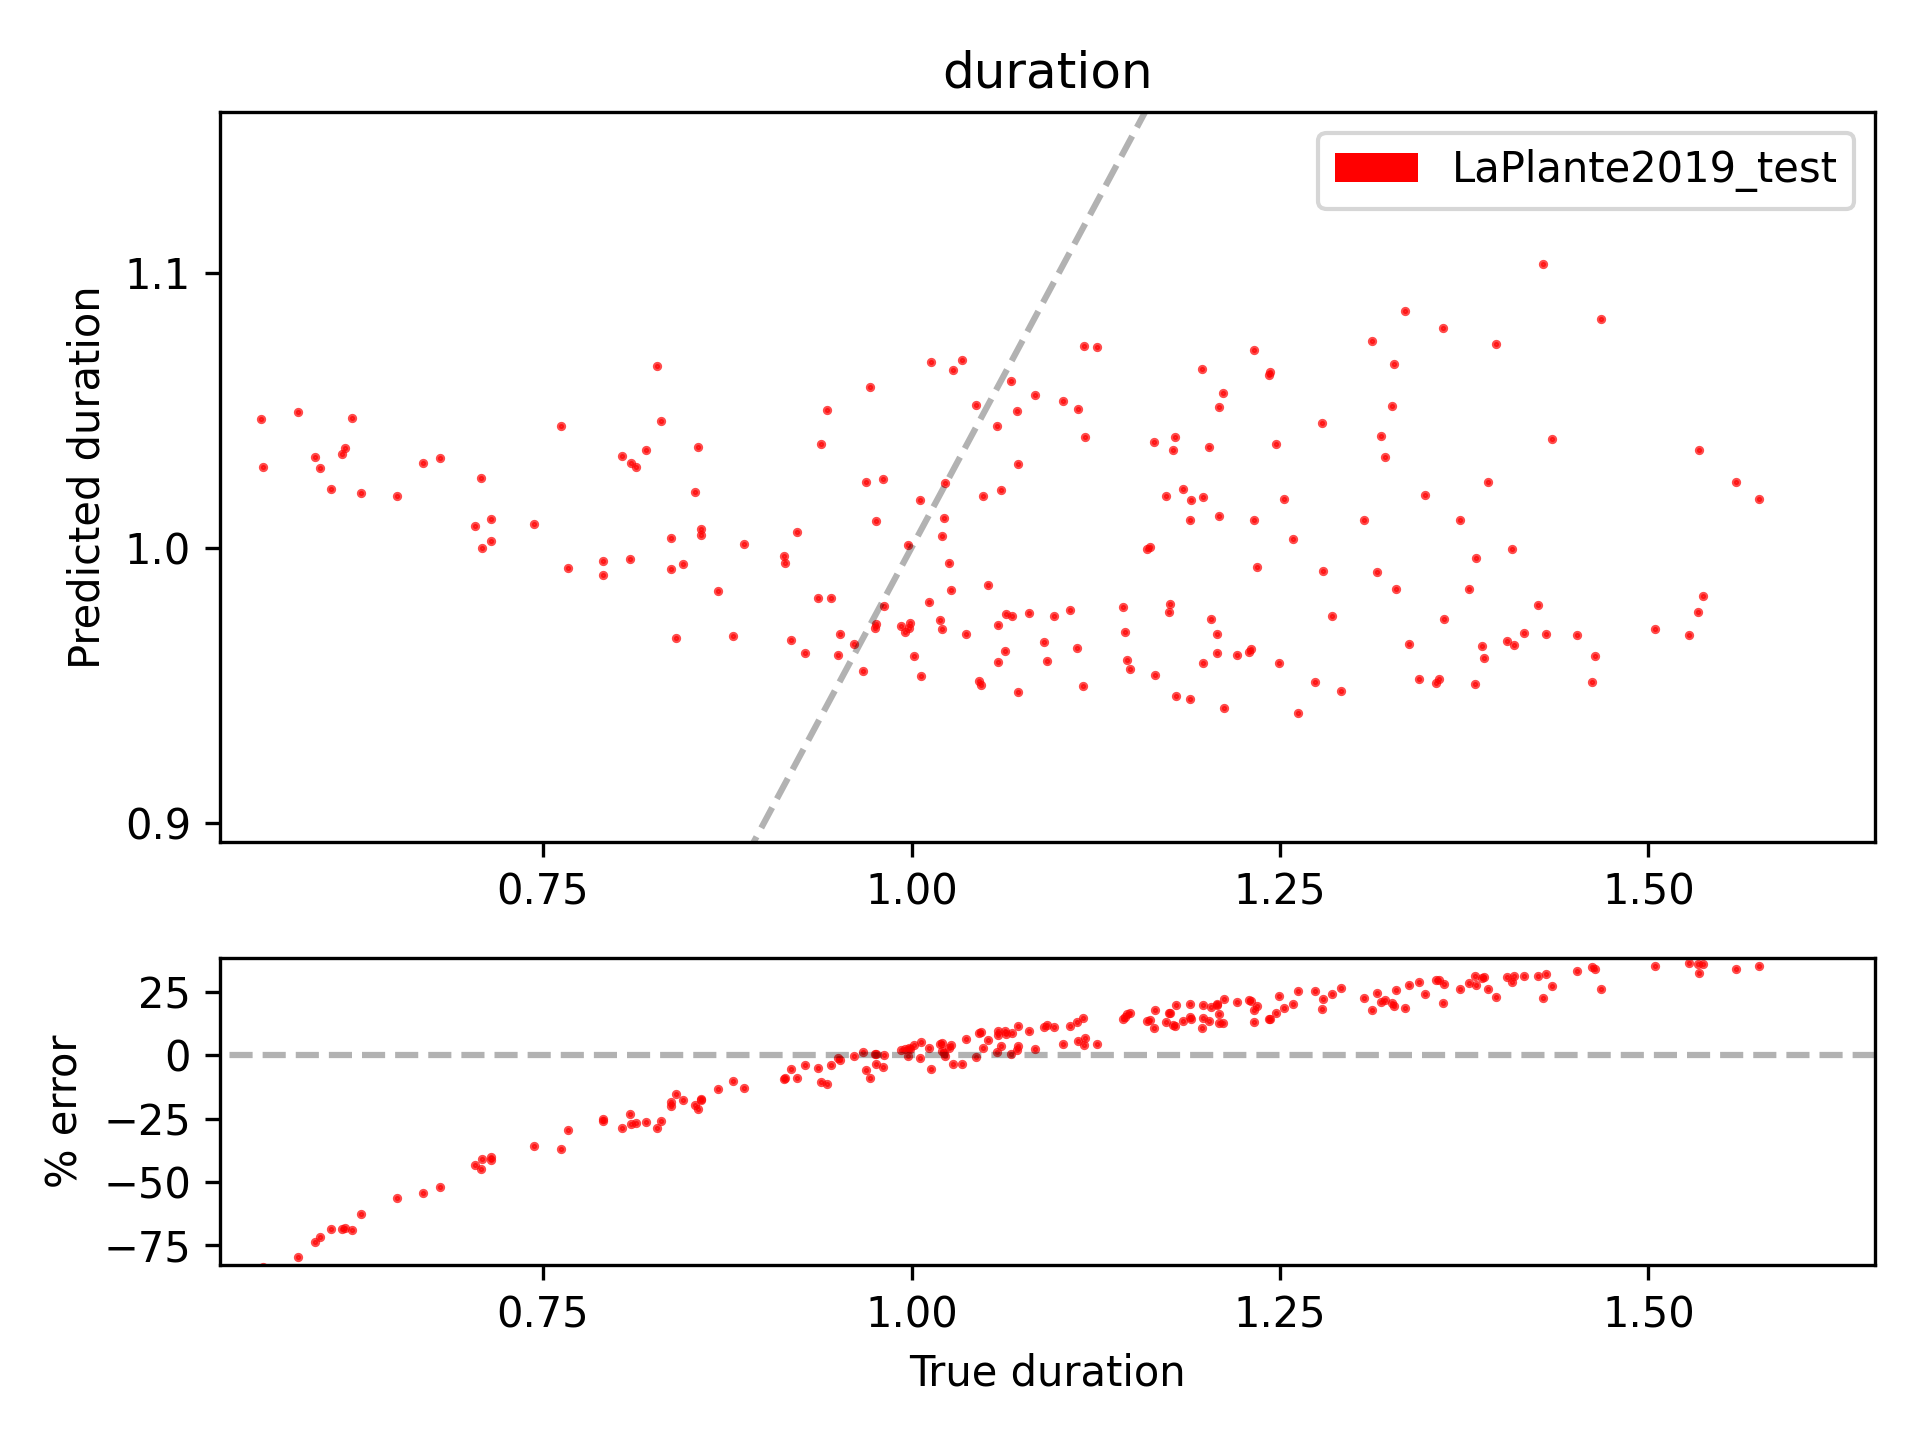 duration
LaPlante2019_test
Predicted duration
1.1
1.0
0.9
0.75 1.00 1.25 1.50
% error
25
0
−25
−50
−75
0.75 1.00 1.25 1.50
True duration